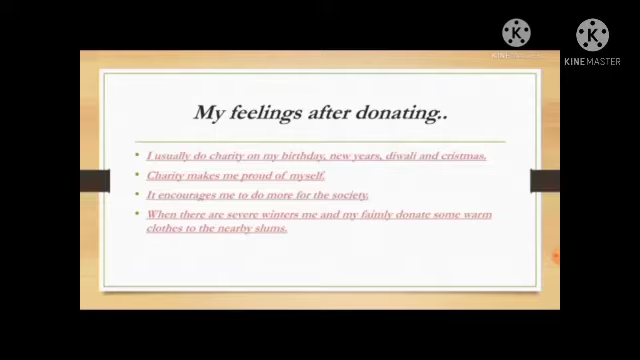 KINEMASTER
KINEMASTER
My feelings after donating..
I usually do charity on my birthday, new years, diwali and cristmas.
Charity makes me proud of myself.
It encourages me to do more for the society.
When there are severe winters me and my faimly donate some warm
clothes to the nearby slums.